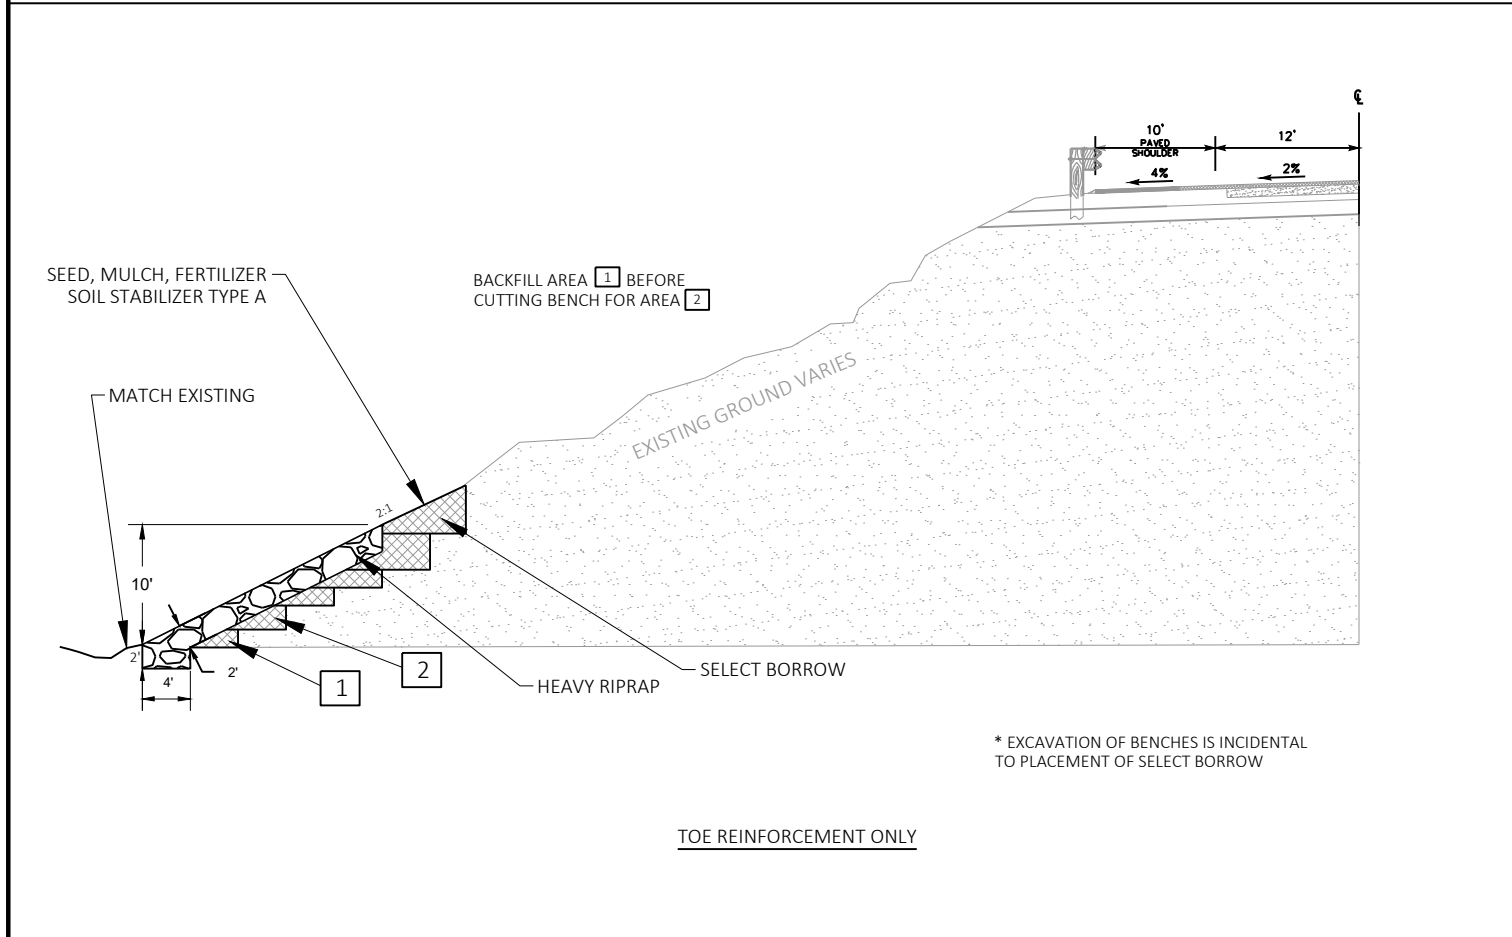 ℄
10'
PAVED
SHOULDER
12'
4%
2%
SEED, MULCH, FERTILIZER
SOIL STABILIZER TYPE A
BACKFILL AREA 1 BEFORE
CUTTING BENCH FOR AREA 2
MATCH EXISTING
EXISTING GROUND VARIES
2:1
10'
2'
4'
2'
1
2
HEAVY RIPRAP
SELECT BORROW
* EXCAVATION OF BENCHES IS INCIDENTAL
TO PLACEMENT OF SELECT BORROW
TOE REINFORCEMENT ONLY